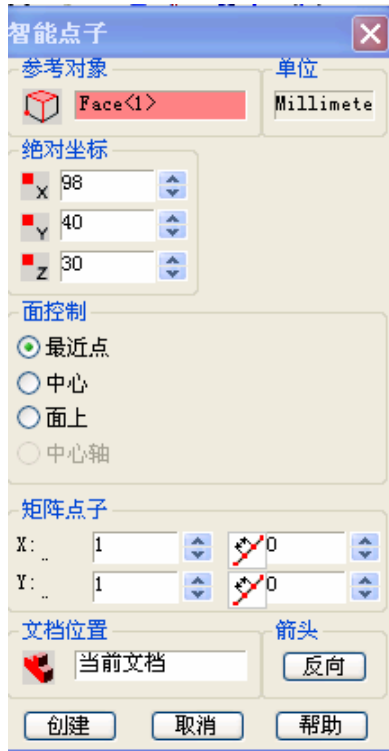 智能点子
参考对象 单位
Face<1> Millimete
绝对坐标
X 98
Y 40
Z 30
面控制
最近点
中心
面上
中心轴
矩阵点子
X: 1 0
Y: 1 0
文档位置 箭头
当前文档 反向
创建 取消 帮助